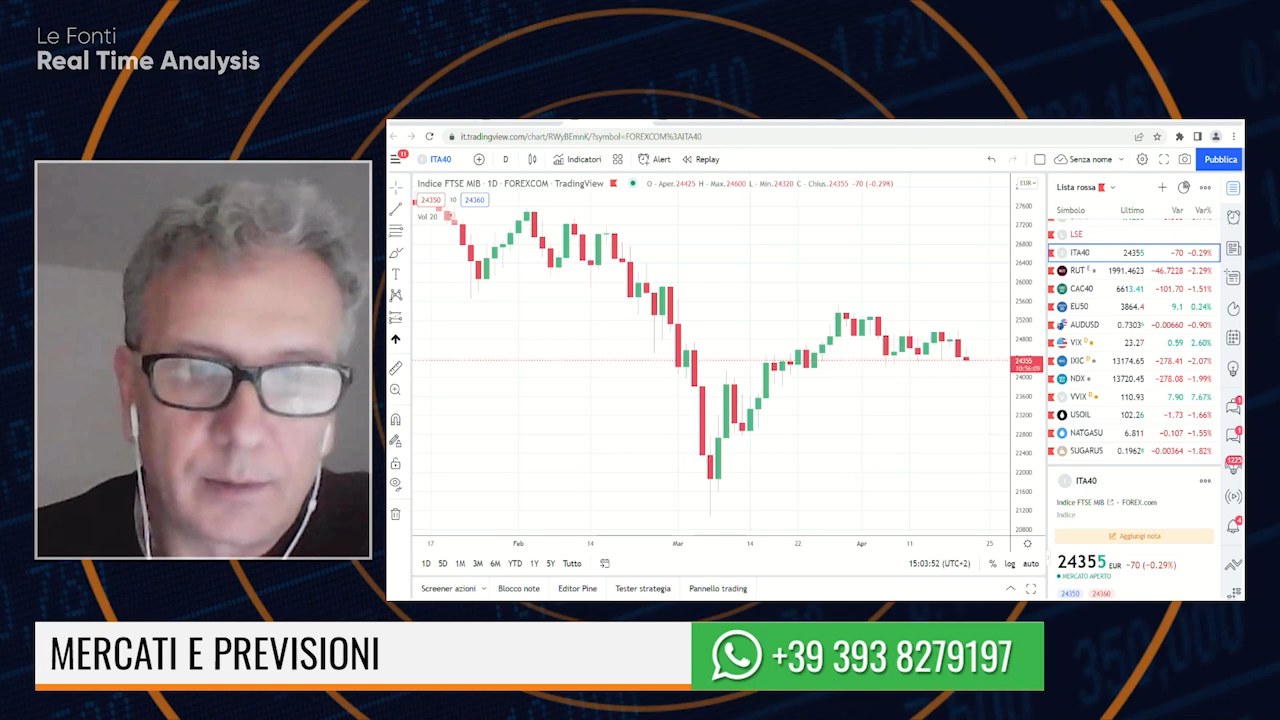 Le Fonti
Real Time Analysis
it.tradingview.com/chart/RWyBEmnK/?symbol=FOREXCOM%3AITA40
11
ITA40
D
Indicatori
Alert
Replay
Senza nome
Pubblica
Indice FTSE MIB · 1D · FOREXCOM · TradingView
O - Aper.24425 H - Max.24600 L - Min.24320 C - Chius.24355 -70 (-0.29%)
24350 10 24360
Vol 20
EUR
27600
27200
26800
26400
26000
25600
25200
24800
24355
10:56:09
24000
23600
23200
22800
22400
22000
21600
21200
20800
17 Feb 14 Mar 14 22 Apr 11 25
1D 5D 1M 3M 6M YTD 1Y 5Y Tutto
15:03:52 (UTC+2)
% log auto
Screener azioni Blocco note Editor Pine Tester strategia Pannello trading
Lista rossa
Simbolo Ultimo Var Var%
LSE
ITA40 24355 -70 -0.29%
RUT E 1991.4623 -46.7228 -2.29%
CAC40 6613.41 -101.70 -1.51%
EU50 3864.4 9.1 0.24%
AUDUSD 0.7303 -0.00660 -0.90%
VIX D 23.27 0.59 2.60%
IXIC D 13174.65 -278.41 -2.07%
NDX 13720.45 -278.08 -1.99%
VVIX D 110.93 7.90 7.67%
USOIL 102.26 -1.73 -1.66%
NATGASU 6.811 -0.107 -1.55%
SUGARUS 0.1962 -0.00364 -1.82%
ITA40
Indice FTSE MIB · FOREX.com
Indice
Aggiungi nota
24355 EUR -70 (-0.29%)
MERCATO APERTO
24350 24360
MERCATI E PREVISIONI
+39 393 8279197